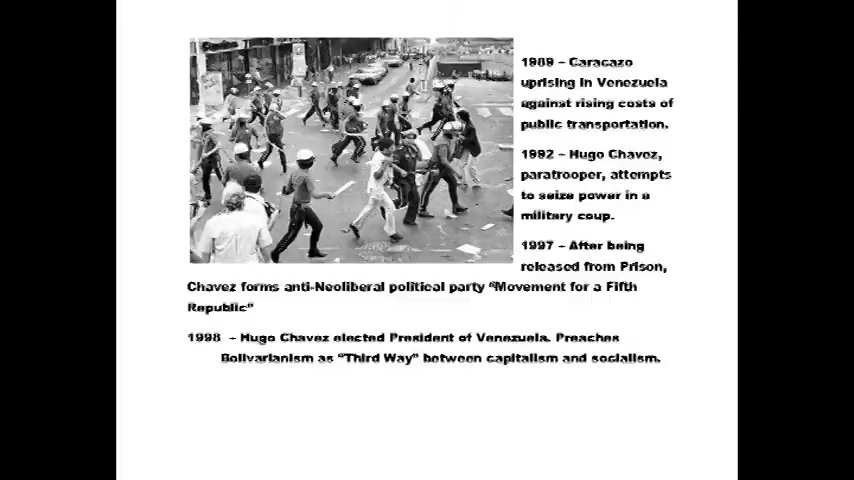 1989 – Caracazo
uprising in Venezuela
against rising costs of
public transportation.
1992 – Hugo Chavez,
paratrooper, attempts
to seize power in a
military coup.
1997 – After being
released from Prison,
Chavez forms anti-Neoliberal political party “Movement for a Fifth
Republic”
1998 – Hugo Chavez elected President of Venezuela. Preaches
Bolivarianism as “Third Way” between capitalism and socialism.